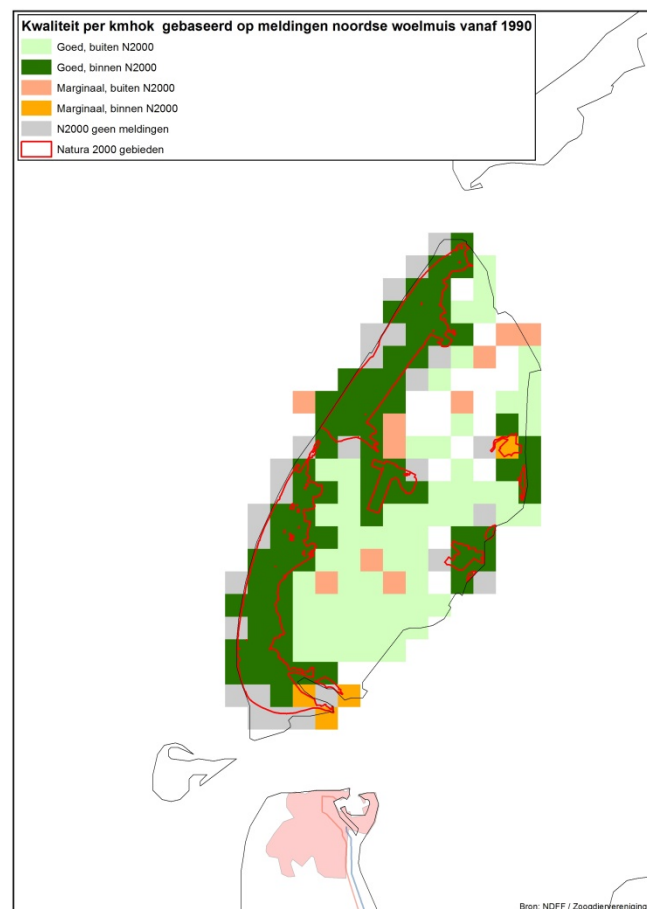 Kwaliteit per kmhok gebaseerd op meldingen noordse woelmuis vanaf 1990
Goed, buiten N2000
Goed, binnen N2000
Marginaal, buiten N2000
Marginaal, binnen N2000
N2000 geen meldingen
Natura 2000 gebieden
Bron: NDFF / Zoogdiervereniging